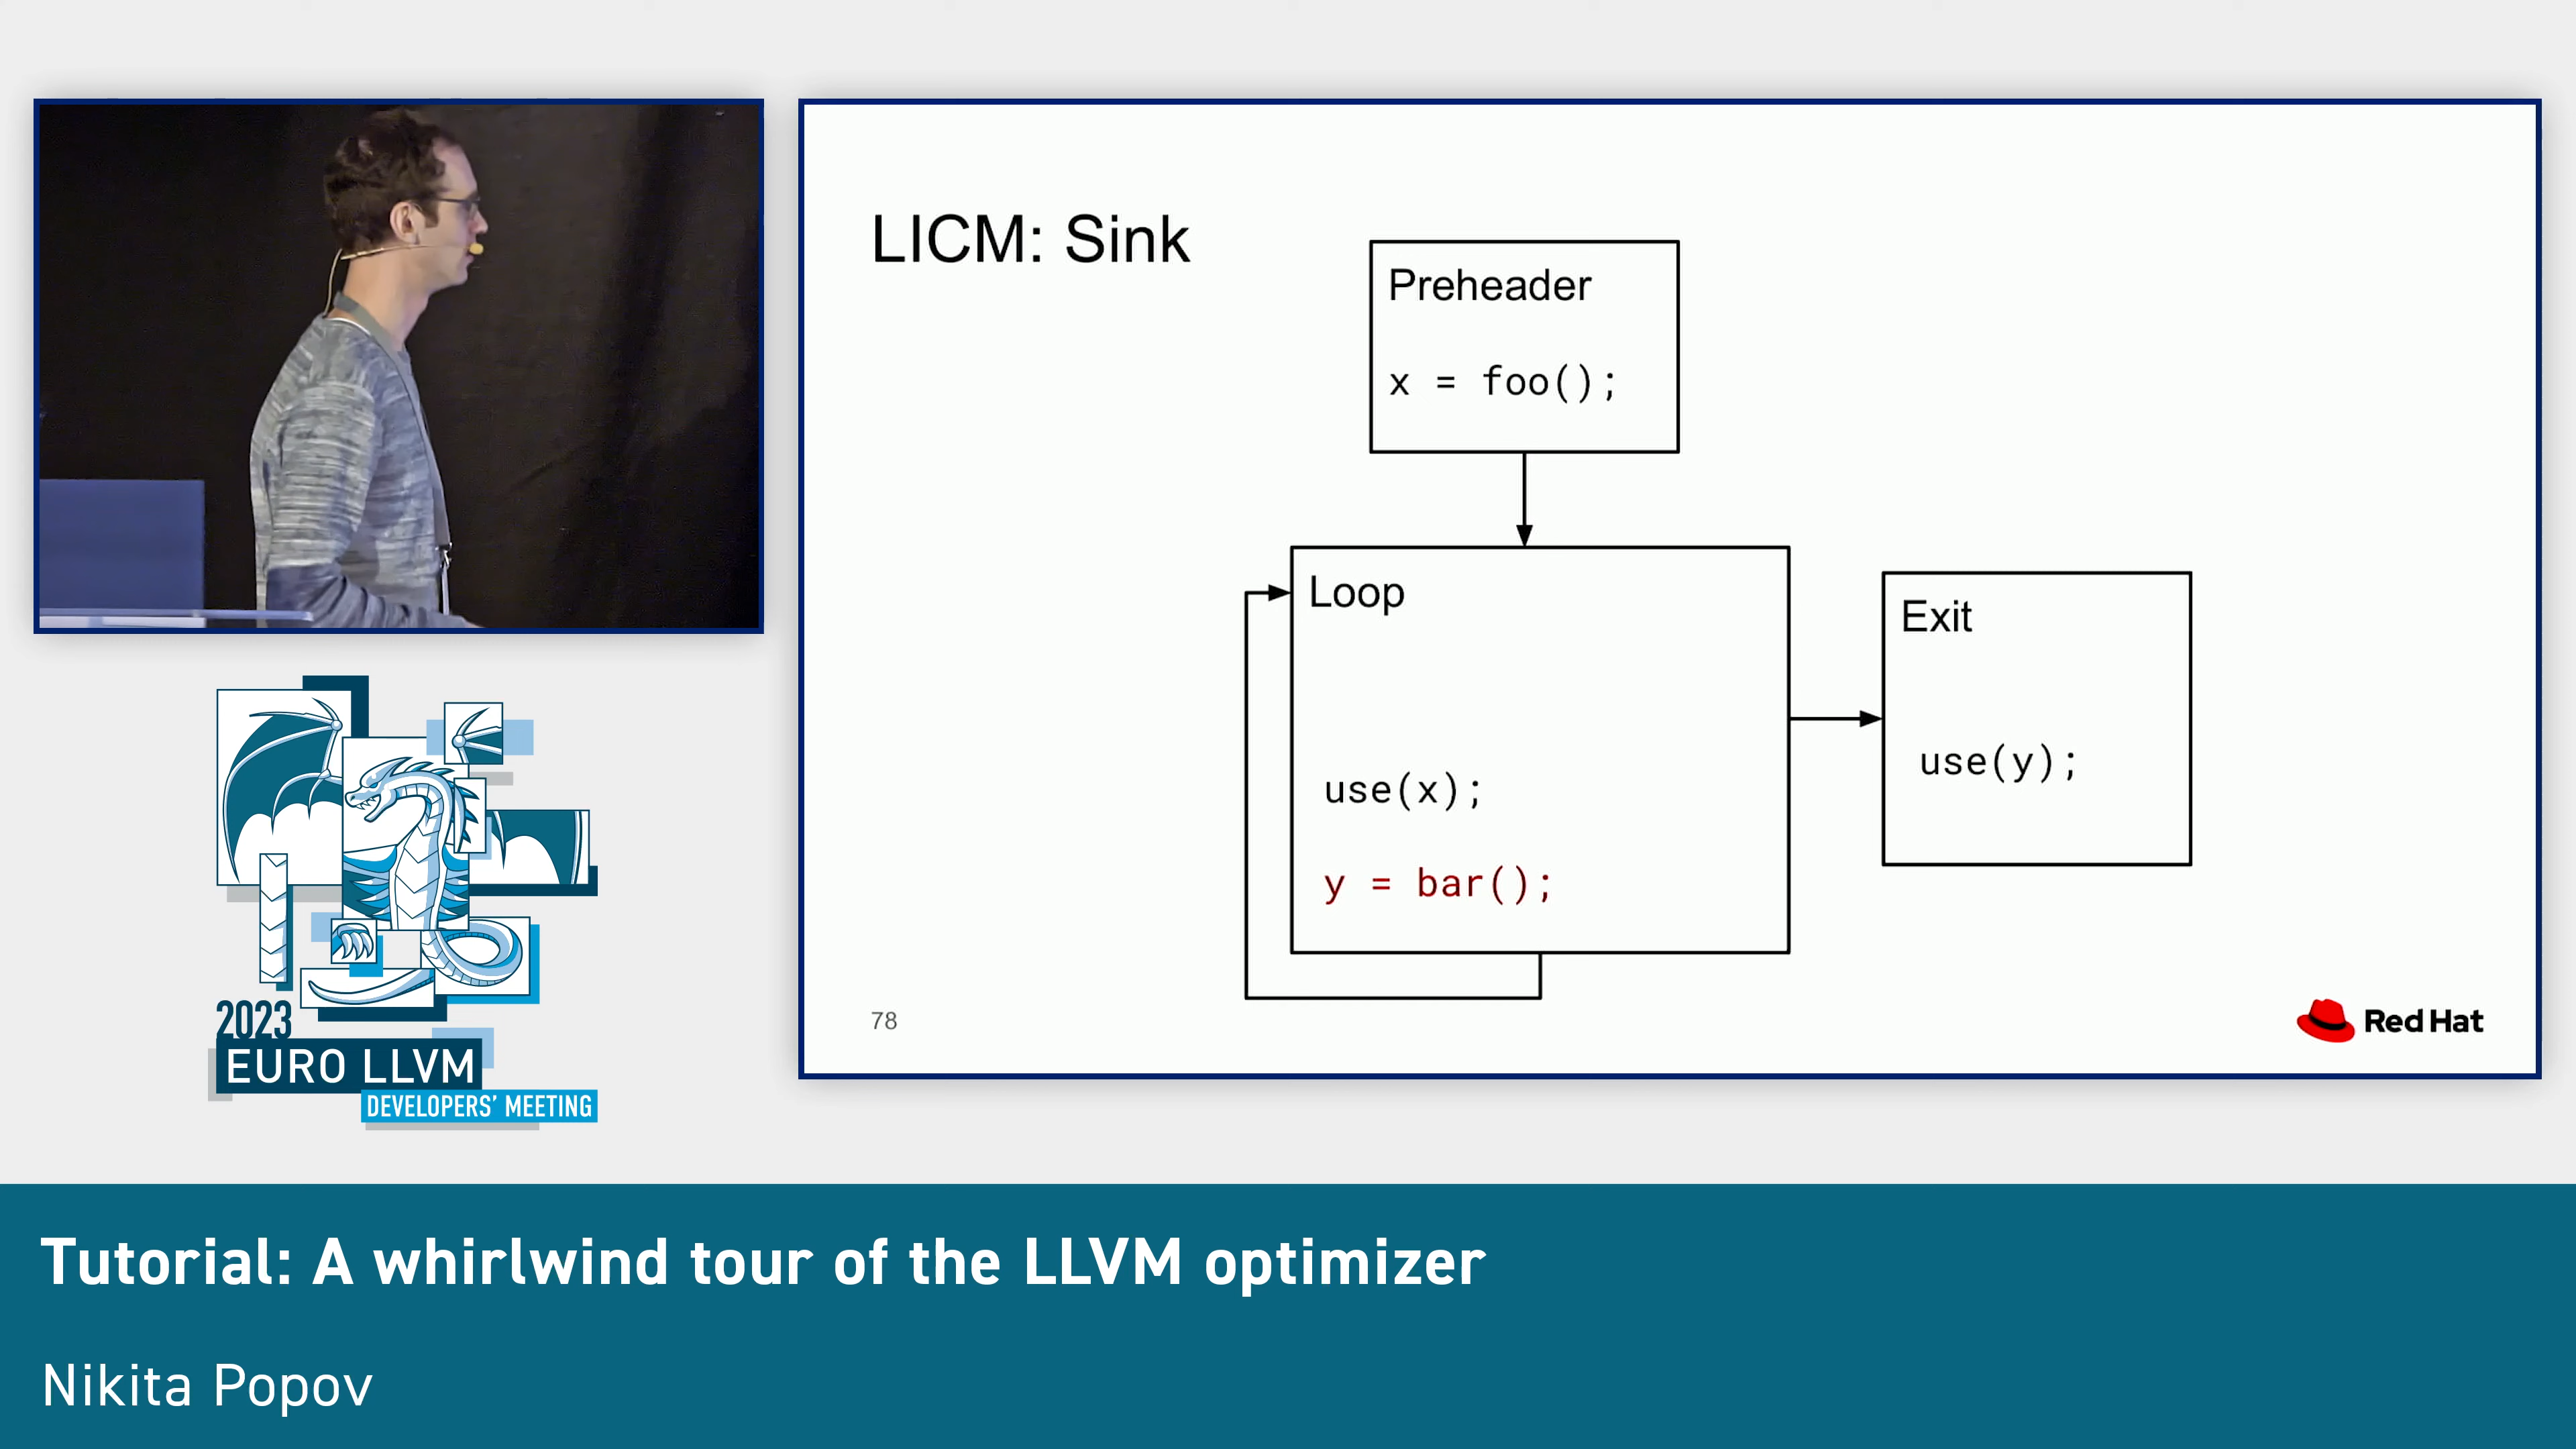 LICM: Sink
Preheader
x = foo();
Loop
use(x);
y = bar();
Exit
use(y);
78
Red Hat
2023
EURO LLVM
DEVELOPERS' MEETING
Tutorial: A whirlwind tour of the LLVM optimizer
Nikita Popov